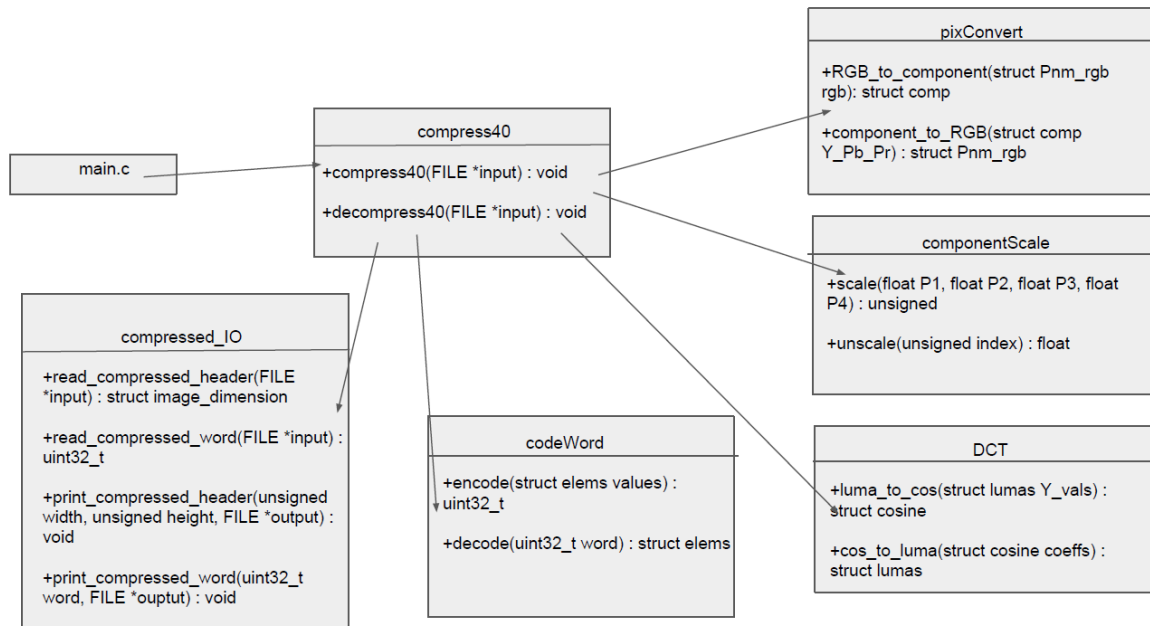 main.c
compress40
+compress40(FILE *input) : void
+decompress40(FILE *input) : void
pixConvert
+RGB_to_component(struct Pnm_rgb
rgb): struct comp
+component_to_RGB(struct comp
Y_Pb_Pr) : struct Pnm_rgb
componentScale
+scale(float P1, float P2, float P3, float
P4) : unsigned
+unscale(unsigned index) : float
compressed_IO
+read_compressed_header(FILE
*input) : struct image_dimension
+read_compressed_word(FILE *input) :
uint32_t
+print_compressed_header(unsigned
width, unsigned height, FILE *output) :
void
+print_compressed_word(uint32_t
word, FILE *ouptut) : void
codeWord
+encode(struct elems values) :
uint32_t
+decode(uint32_t word) : struct elems
DCT
+luma_to_cos(struct lumas Y_vals) :
struct cosine
+cos_to_luma(struct cosine coeffs) :
struct lumas